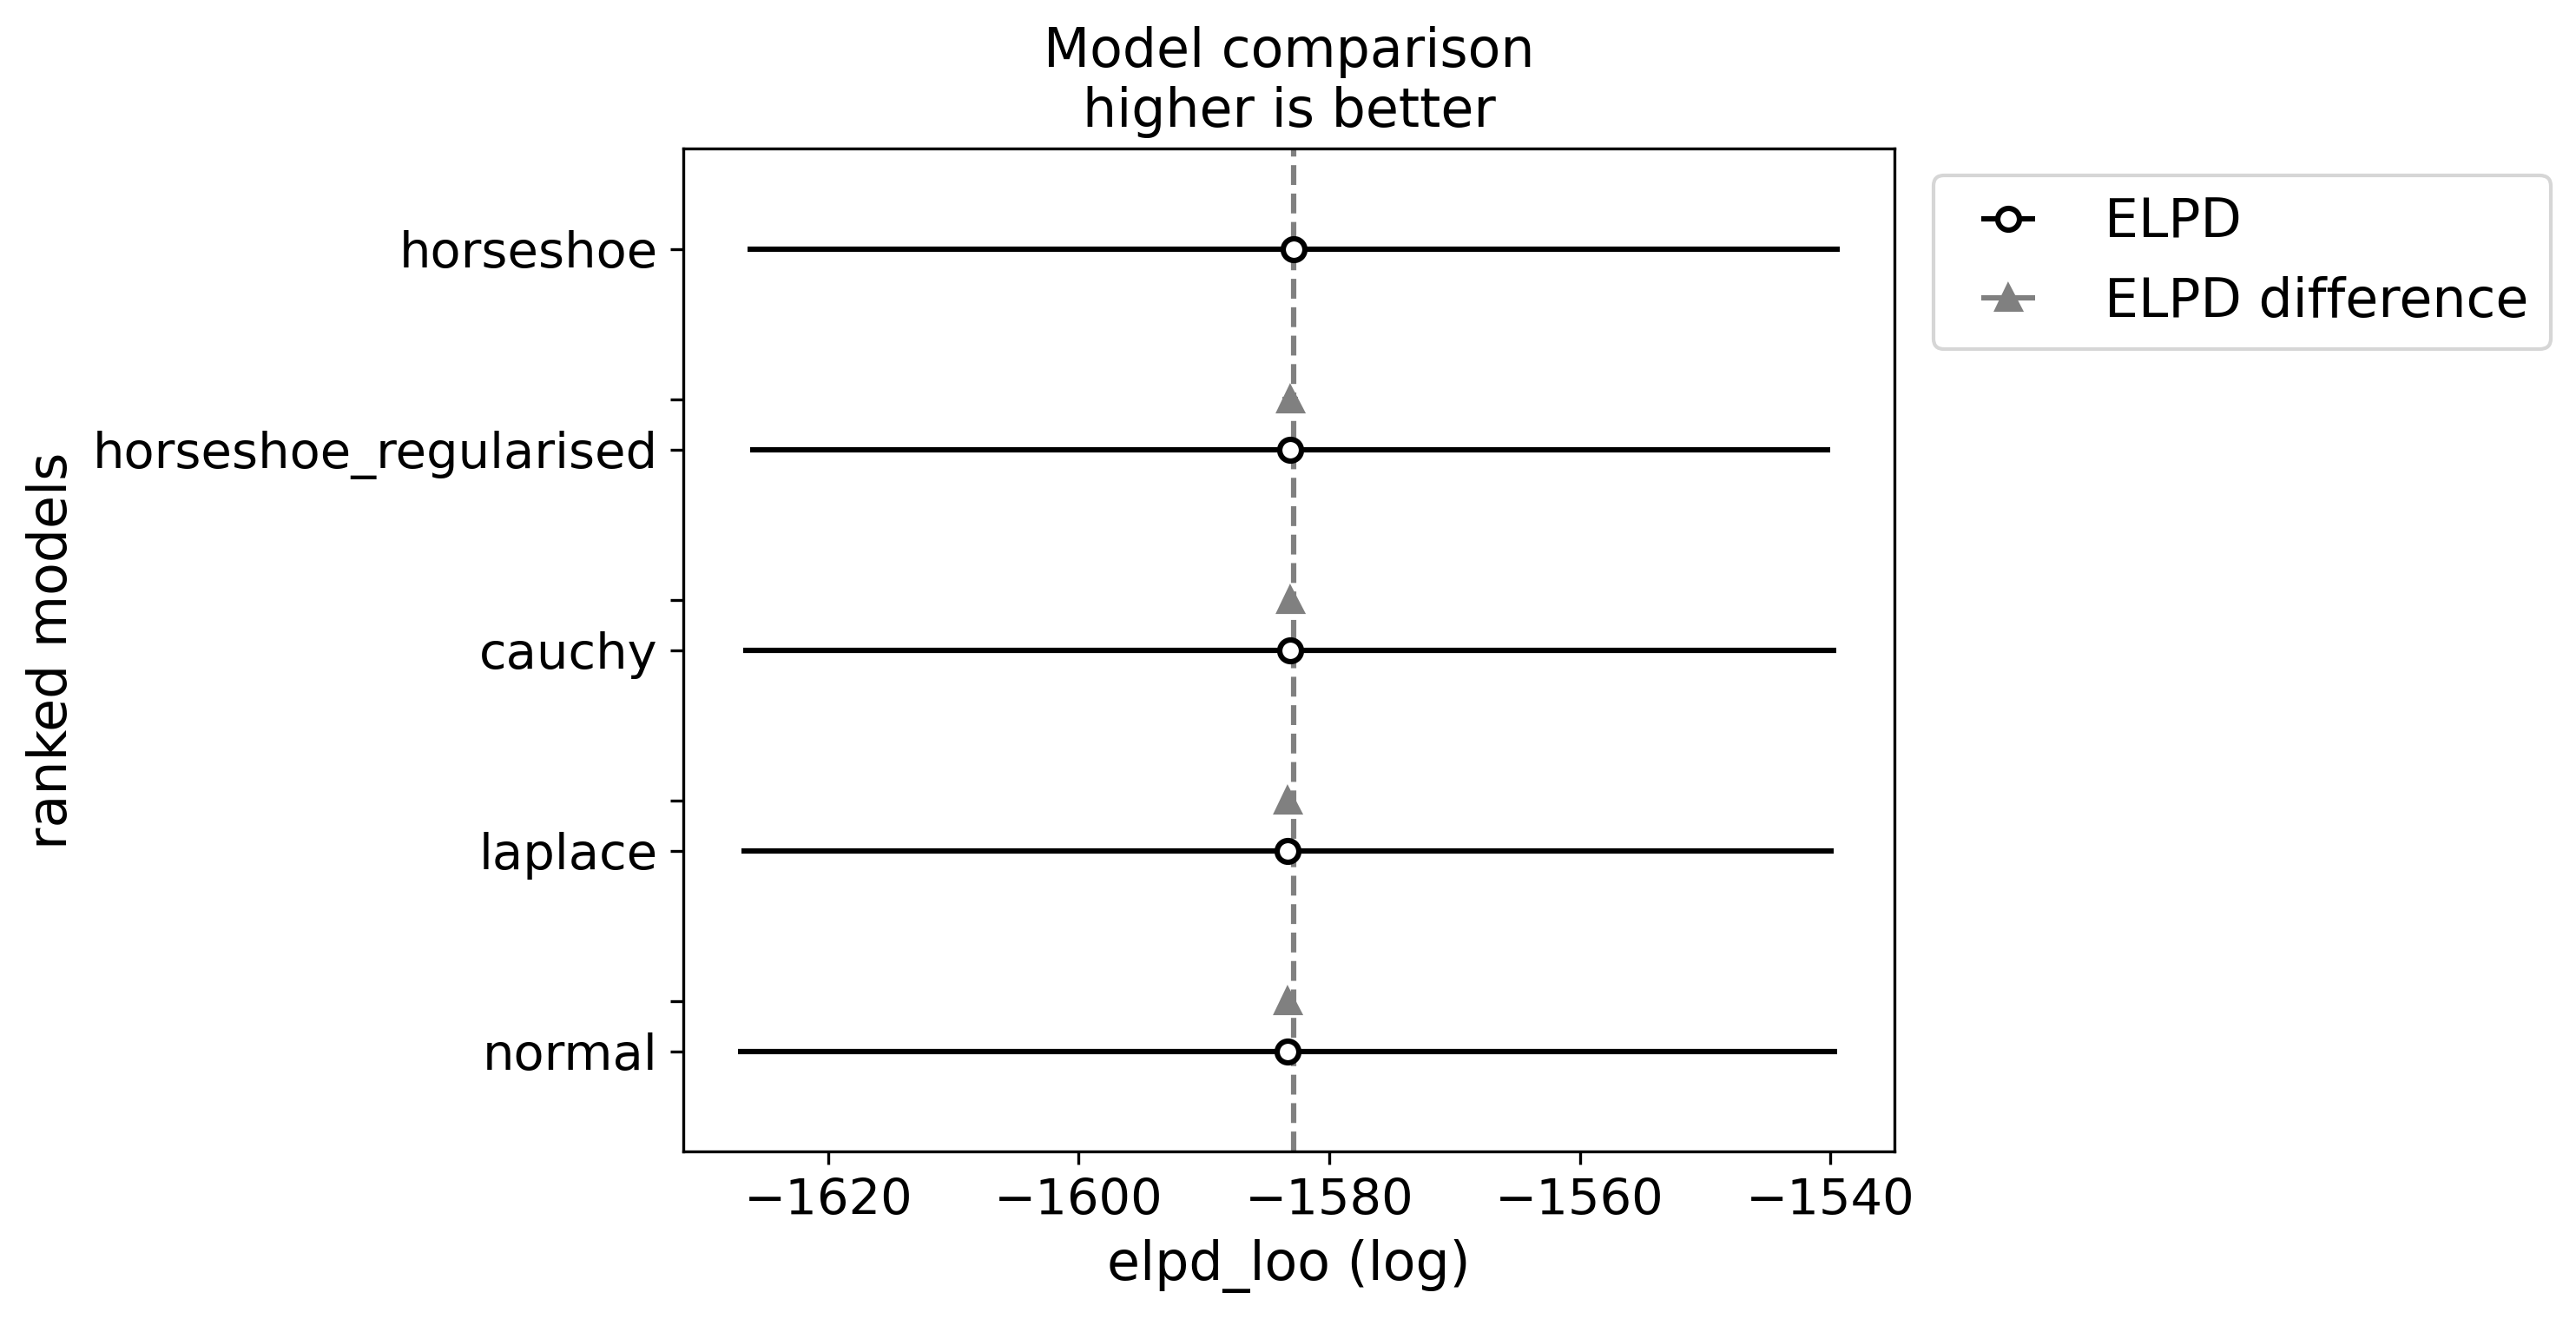 Model comparison
higher is better
ELPD
ELPD difference
horseshoe
horseshoe_regularised
cauchy
laplace
normal
ranked models
−1620
−1600
−1580
−1560
−1540
elpd_loo (log)